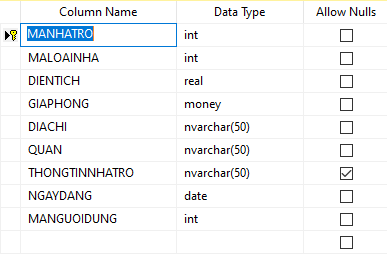 Column Name Data Type Allow Nulls
MANHATRO int
MALOAINHA int
DIENTICH real
GIAPHONG money
DIACHI nvarchar(50)
QUAN nvarchar(50)
THONGTINNHATRO nvarchar(50)
NGAYDANG date
MANGUOIDUNG int